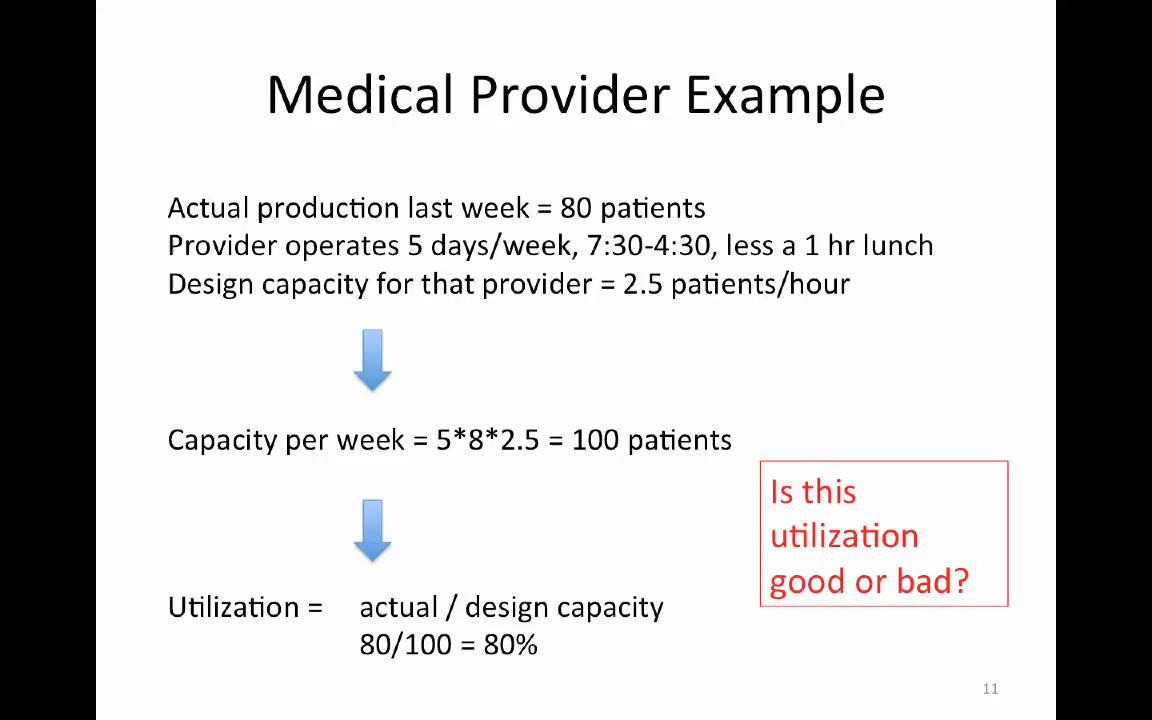 Medical Provider Example
Actual production last week = 80 patients
Provider operates 5 days/week, 7:30-4:30, less a 1 hr lunch
Design capacity for that provider = 2.5 patients/hour
Capacity per week = 5*8*2.5 = 100 patients
Is this
utilization
good or bad?
Utilization = actual / design capacity
80/100 = 80%
11